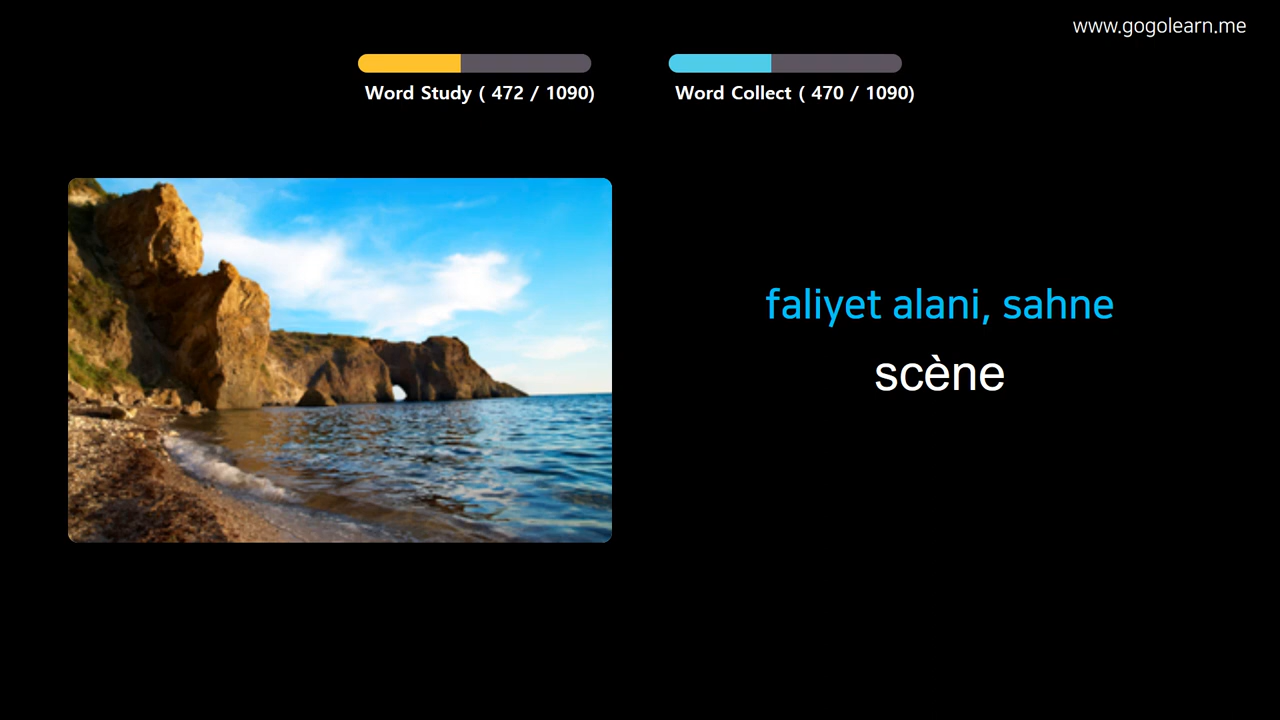 www.gogolearn.me
Word Study ( 472 / 1090)
Word Collect ( 470 / 1090)
faliyet alani, sahne
scène